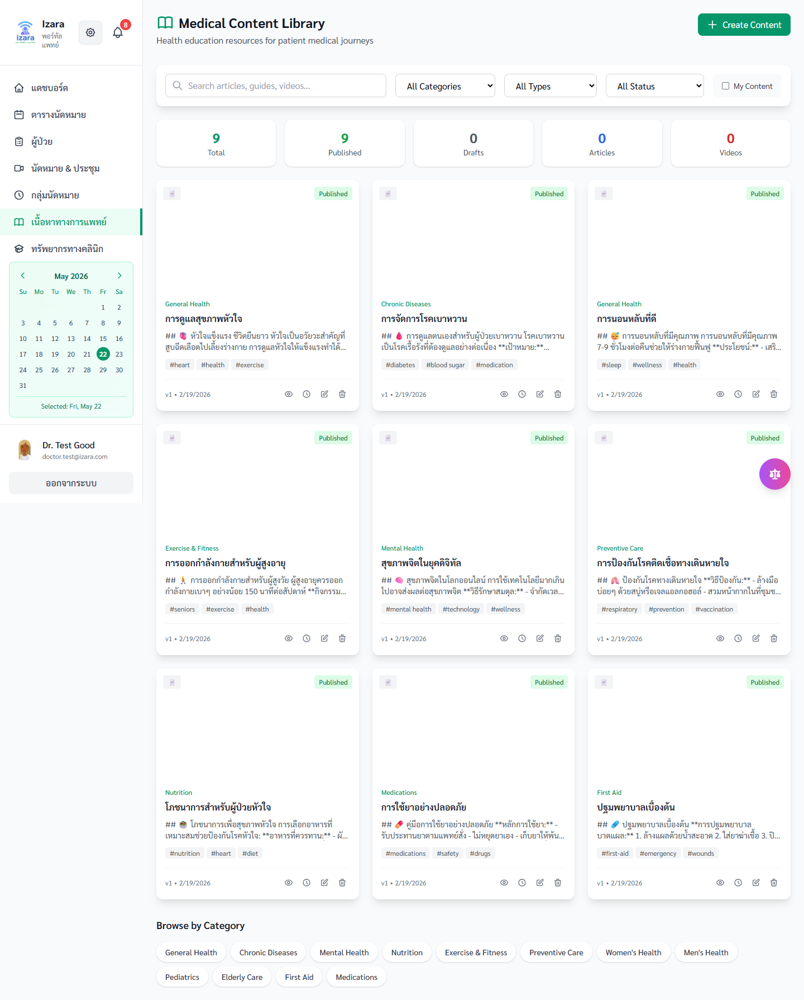 izara
Izara
พอร์ทัล
แพทย์
8
แดชบอร์ด
ตารางนัดหมาย
ผู้ป่วย
นัดหมาย & ประชุม
กลุ่มนัดหมาย
เนื้อหาทางการแพทย์
ทรัพยากรทางคลินิก
May 2026
Su Mo Tu We Th Fr Sa
1 2
3 4 5 6 7 8 9
10 11 12 13 14 15 16
17 18 19 20 21 22 23
24 25 26 27 28 29 30
31
Selected: Fri, May 22
Dr. Test Good
doctor.test@izara.com
ออกจากระบบ
Medical Content Library
Health education resources for patient medical journeys
Create Content
Search articles, guides, videos...
All Categories
All Types
All Status
My Content
9
Total
9
Published
0
Drafts
0
Articles
0
Videos
Published
General Health
การดูแลสุขภาพหัวใจ
## 🫀 หัวใจแข็งแรง ชีวิตยืนยาว หัวใจเป็นอวัยวะสำคัญที่
สูบฉีดเลือดไปเลี้ยงร่างกาย การดูแลหัวใจให้แข็งแรงทำได้...
#heart #health #exercise
v1 • 2/19/2026
Published
Chronic Diseases
การจัดการโรคเบาหวาน
## 🩸 การดูแลตนเองสำหรับผู้ป่วยเบาหวาน โรคเบาหวาน
เป็นโรคเรื้อรังที่ต้องดูแลอย่างต่อเนื่อง **เป้าหมาย:**...
#diabetes #blood sugar #medication
v1 • 2/19/2026
Published
General Health
การนอนหลับที่ดี
## 😴 การนอนหลับที่มีคุณภาพ การนอนหลับที่มีคุณภาพ
7-9 ชั่วโมงต่อคืนช่วยให้ร่างกายฟื้นฟู **ประโยชน์:** - เสริ...
#sleep #wellness #health
v1 • 2/19/2026
Published
Exercise & Fitness
การออกกำลังกายสำหรับผู้สูงอายุ
## 🚶 การออกกำลังกายสำหรับผู้สูงวัย ผู้สูงอายุควรออก
กำลังกายเบาๆ อย่างน้อย 150 นาทีต่อสัปดาห์ **กิจกรรม...
#seniors #exercise #health
v1 • 2/19/2026
Published
Mental Health
สุขภาพจิตในยุคดิจิทัล
## 🧠 สุขภาพจิตในโลกออนไลน์ การใช้เทคโนโลยีมากเกิน
ไปอาจส่งผลต่อสุขภาพจิต **วิธีรักษาสมดุล:** - จำกัดเวล...
#mental health #technology #wellness
v1 • 2/19/2026
Published
Preventive Care
การป้องกันโรคติดเชื้อทางเดินหายใจ
## 🫁 ป้องกันโรคทางเดินหายใจ **วิธีป้องกัน:** - ล้างมือ
บ่อยๆ ด้วยสบู่หรือเจลแอลกอฮอล์ - สวมหน้ากากในที่ชุมช...
#respiratory #prevention #vaccination
v1 • 2/19/2026
Published
Nutrition
โภชนาการสำหรับผู้ป่วยหัวใจ
## 🥗 โภชนาการเพื่อสุขภาพหัวใจ การเลือกอาหารที่
เหมาะสมช่วยป้องกันโรคหัวใจ: **อาหารที่ควรทาน:** - ผั...
#nutrition #heart #diet
v1 • 2/19/2026
Published
Medications
การใช้ยาอย่างปลอดภัย
## 💊 คู่มือการใช้ยาอย่างปลอดภัย **หลักการใช้ยา:** -
รับประทานยาตามแพทย์สั่ง - ไม่หยุดยาเอง - เก็บยาให้พ้น...
#medications #safety #drugs
v1 • 2/19/2026
Published
First Aid
ปฐมพยาบาลเบื้องต้น
## 🩹 ปฐมพยาบาลเบื้องต้น **การปฐมพยาบาล
บาดแผล:** 1. ล้างแผลด้วยน้ำสะอาด 2. ใส่ยาฆ่าเชื้อ 3. ปิ...
#first-aid #emergency #wounds
v1 • 2/19/2026
Browse by Category
General Health
Chronic Diseases
Mental Health
Nutrition
Exercise & Fitness
Preventive Care
Women's Health
Men's Health
Pediatrics
Elderly Care
First Aid
Medications